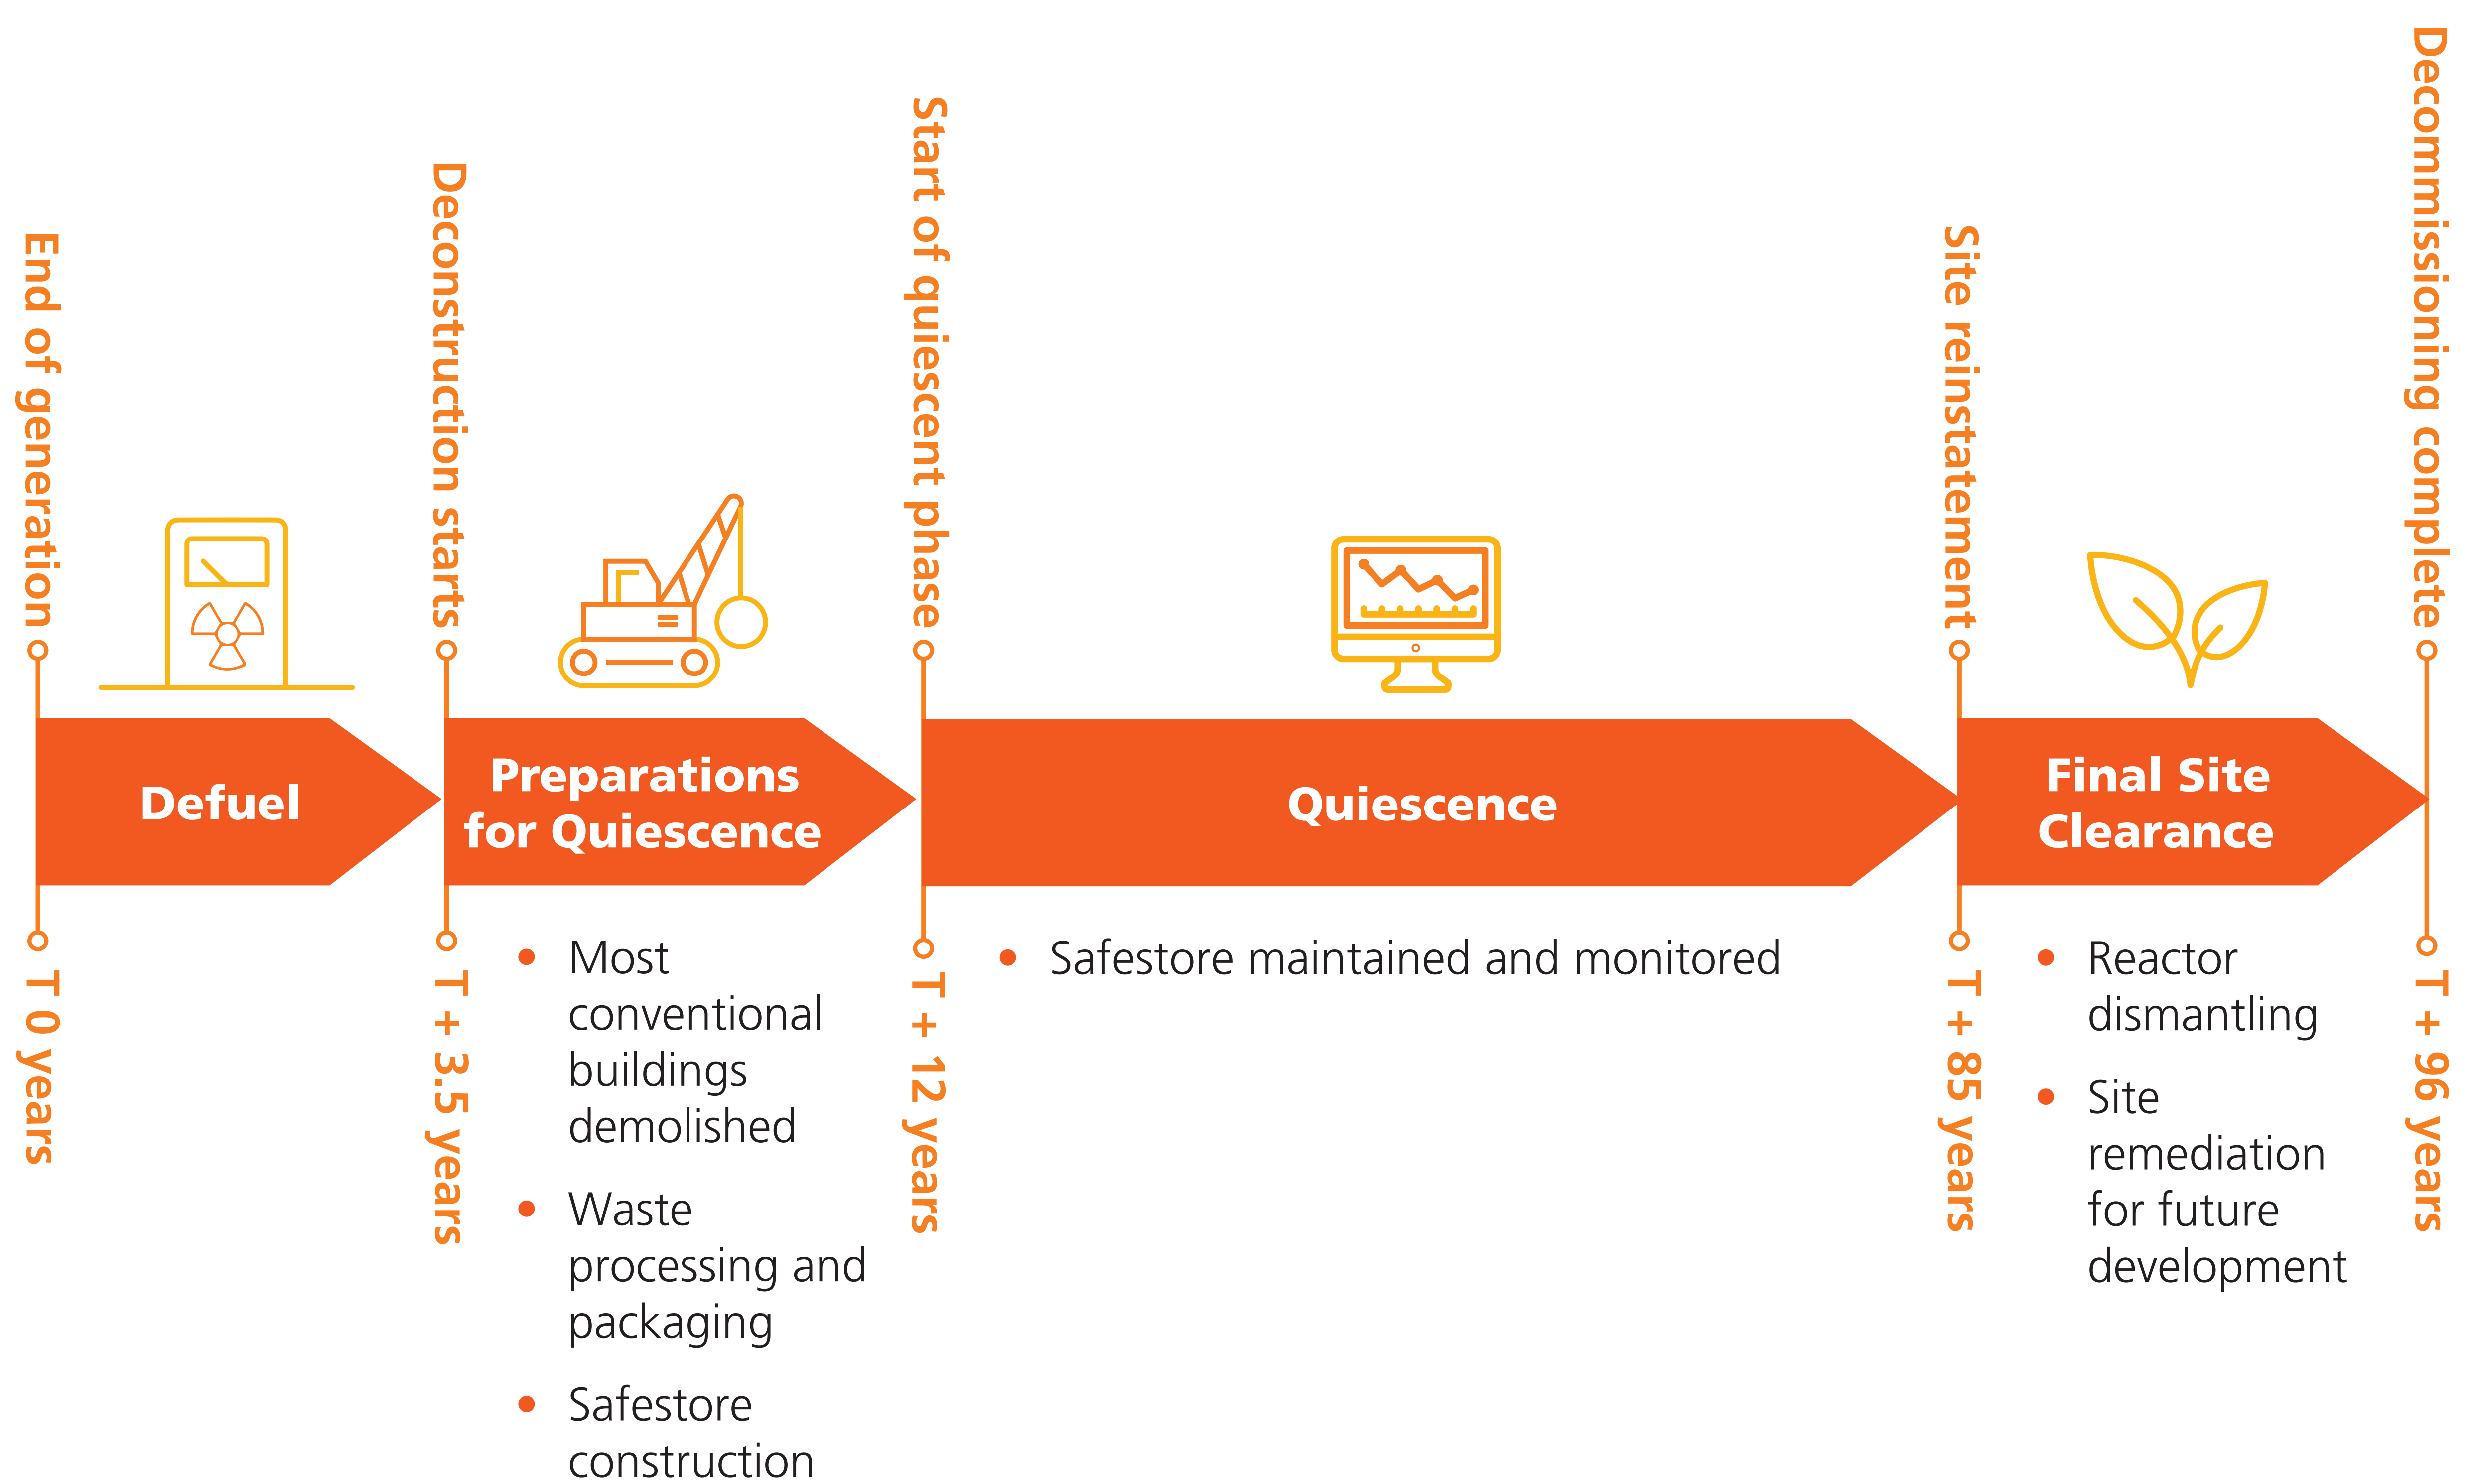 End of generation
Deconstruction starts
Start of quiescent phase
Site reinstatement
Decommissioning complete
Defuel
Preparations
for Quiescence
Quiescence
Final Site
Clearance
T 0 years
T + 3.5 years
• Most
conventional
buildings
demolished
• Waste
processing and
packaging
• Safestore
construction
T + 12 years
• Safestore maintained and monitored
T + 85 years
• Reactor
dismantling
• Site
remediation
for future
development
T + 96 years